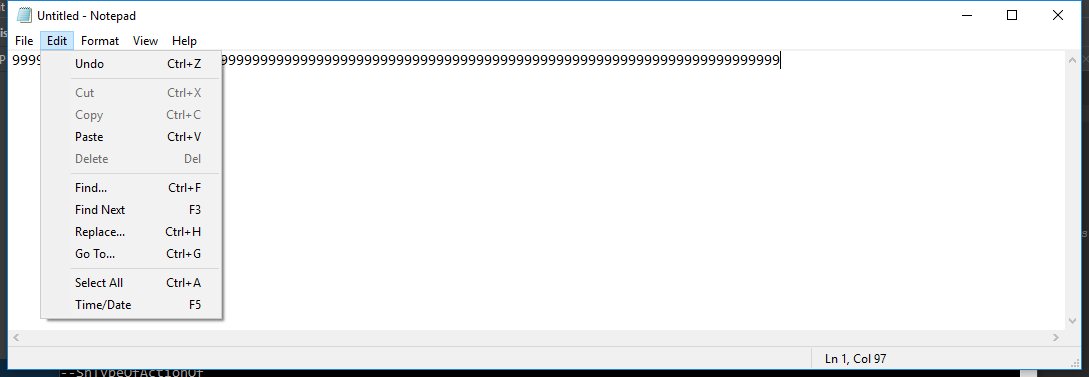 Untitled - Notepad
File Edit Format View Help
9999 9999999999999999999999999999999999999999999999999999999999999999999999
Undo Ctrl+Z
Cut Ctrl+X
Copy Ctrl+C
Paste Ctrl+V
Delete Del
Find... Ctrl+F
Find Next F3
Replace... Ctrl+H
Go To... Ctrl+G
Select All Ctrl+A
Time/Date F5
Ln 1, Col 97